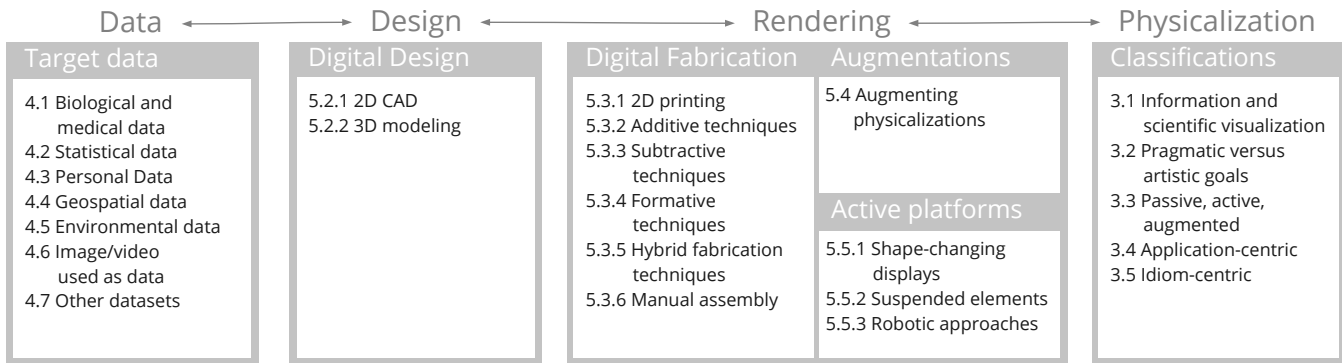 Data
Design
Rendering
Physicalization
Target data
4.1 Biological and
medical data
4.2 Statistical data
4.3 Personal Data
4.4 Geospatial data
4.5 Environmental data
4.6 Image/video
used as data
4.7 Other datasets
Digital Design
5.2.1 2D CAD
5.2.2 3D modeling
Digital Fabrication
5.3.1 2D printing
5.3.2 Additive techniques
5.3.3 Subtractive
techniques
5.3.4 Formative
techniques
5.3.5 Hybrid fabrication
techniques
5.3.6 Manual assembly
Augmentations
5.4 Augmenting
physicalizations
Active platforms
5.5.1 Shape-changing
displays
5.5.2 Suspended elements
5.5.3 Robotic approaches
Classifications
3.1 Information and
scientific visualization
3.2 Pragmatic versus
artistic goals
3.3 Passive, active,
augmented
3.4 Application-centric
3.5 Idiom-centric